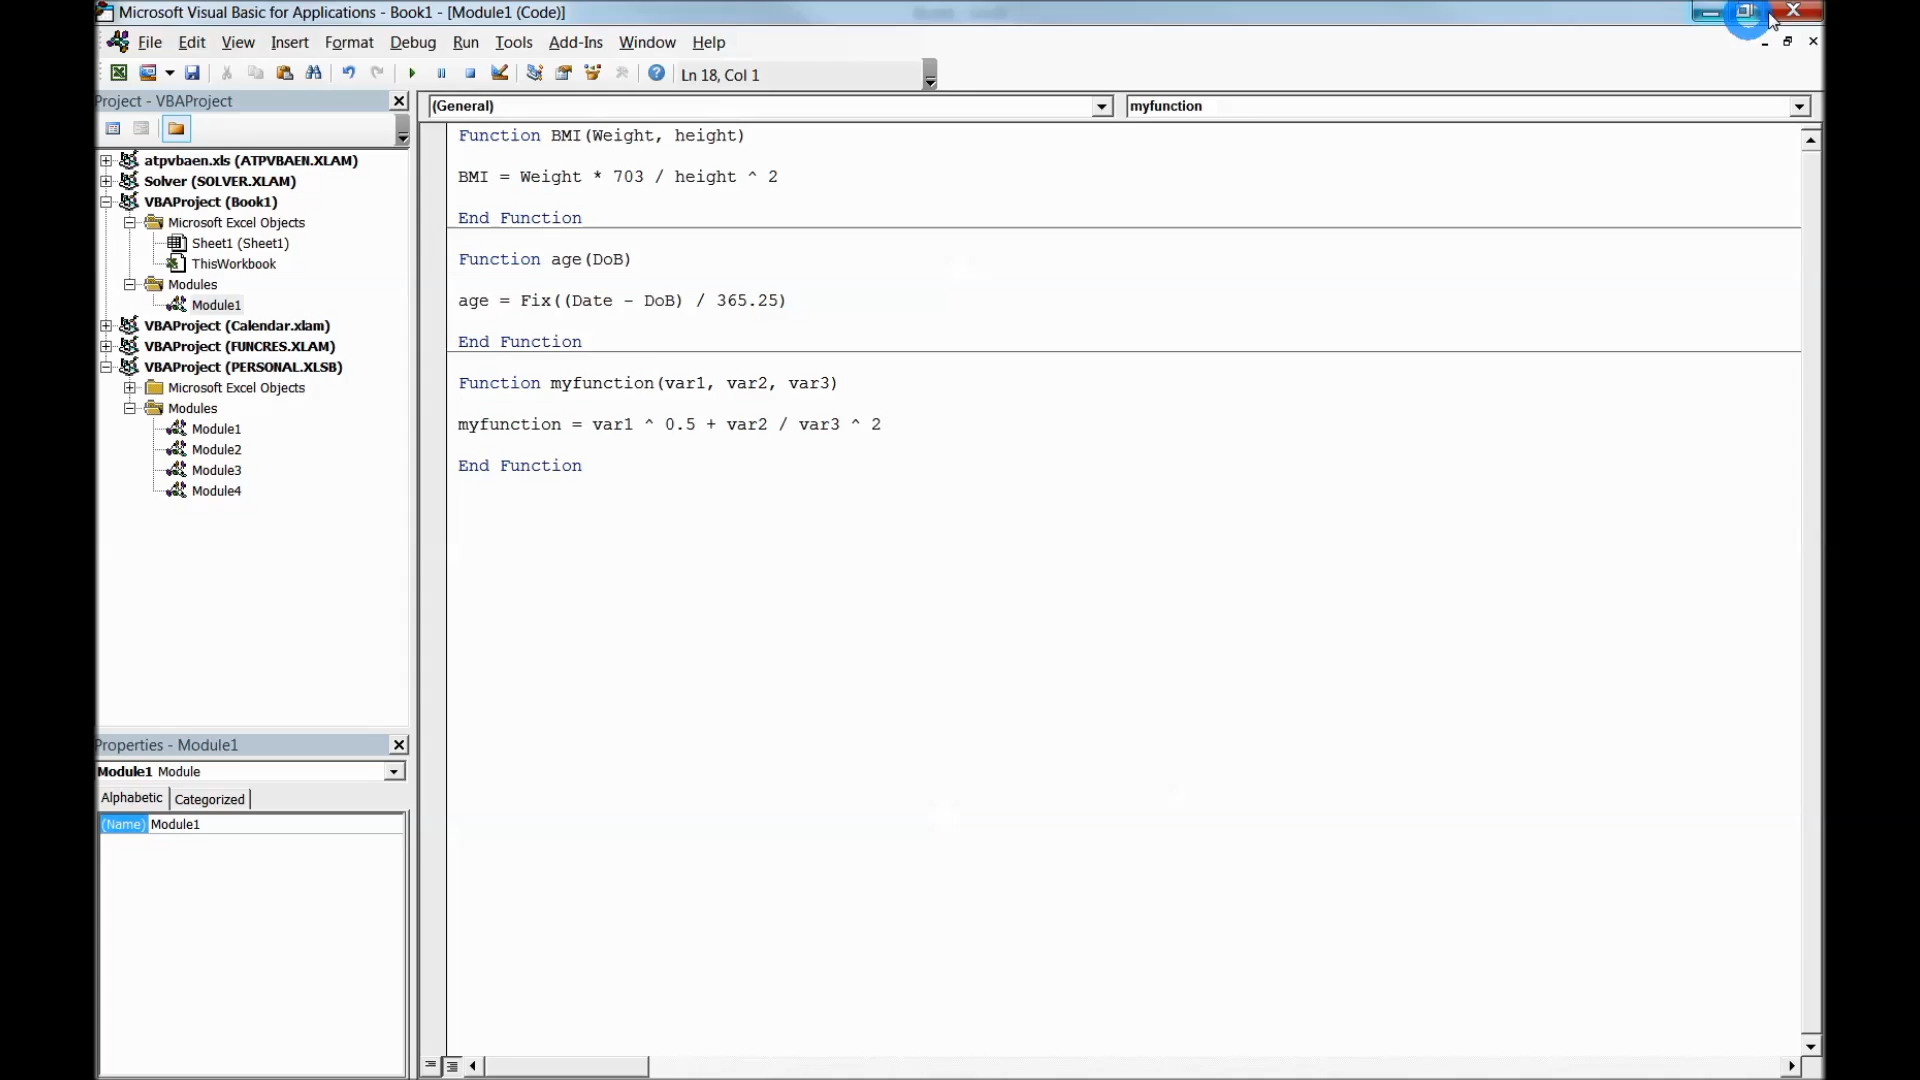 Microsoft Visual Basic for Applications - Book1 - [Module1 (Code)]
File Edit View Insert Format Debug Run Tools Add-Ins Window Help
Ln 18, Col 1
Project - VBAProject
(General)
myfunction
atpvbaen.xls (ATPVBAEN.XLAM)
Solver (SOLVER.XLAM)
VBAProject (Book1)
Microsoft Excel Objects
Sheet1 (Sheet1)
ThisWorkbook
Modules
Module1
VBAProject (Calendar.xlam)
VBAProject (FUNCRES.XLAM)
VBAProject (PERSONAL.XLSB)
Microsoft Excel Objects
Modules
Module1
Module2
Module3
Module4
Function BMI(Weight, height)
BMI = Weight * 703 / height ^ 2
End Function
Function age(DoB)
age = Fix((Date - DoB) / 365.25)
End Function
Function myfunction(var1, var2, var3)
myfunction = var1 ^ 0.5 + var2 / var3 ^ 2
End Function
Properties - Module1
Module1 Module
Alphabetic Categorized
(Name) Module1